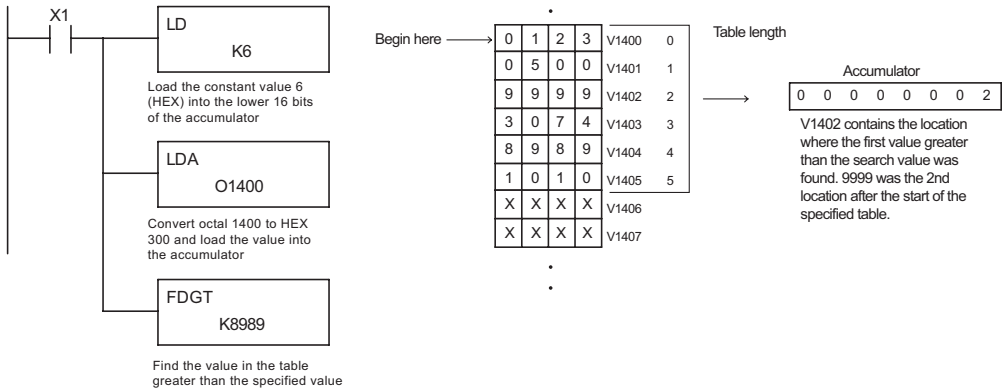 X1
LD
K6
Load the constant value 6
(HEX) into the lower 16 bits
of the accumulator
LDA
O1400
Convert octal 1400 to HEX
300 and load the value into
the accumulator
FDGT
K8989
Find the value in the table
greater than the specified value
Begin here
0 1 2 3 V1400 0
0 5 0 0 V1401 1
9 9 9 9 V1402 2
3 0 7 4 V1403 3
8 9 8 9 V1404 4
1 0 1 0 V1405 5
X X X X V1406
X X X X V1407
Table length
Accumulator
0 0 0 0 0 0 0 2
V1402 contains the location
where the first value greater
than the search value was
found. 9999 was the 2nd
location after the start of the
specified table.